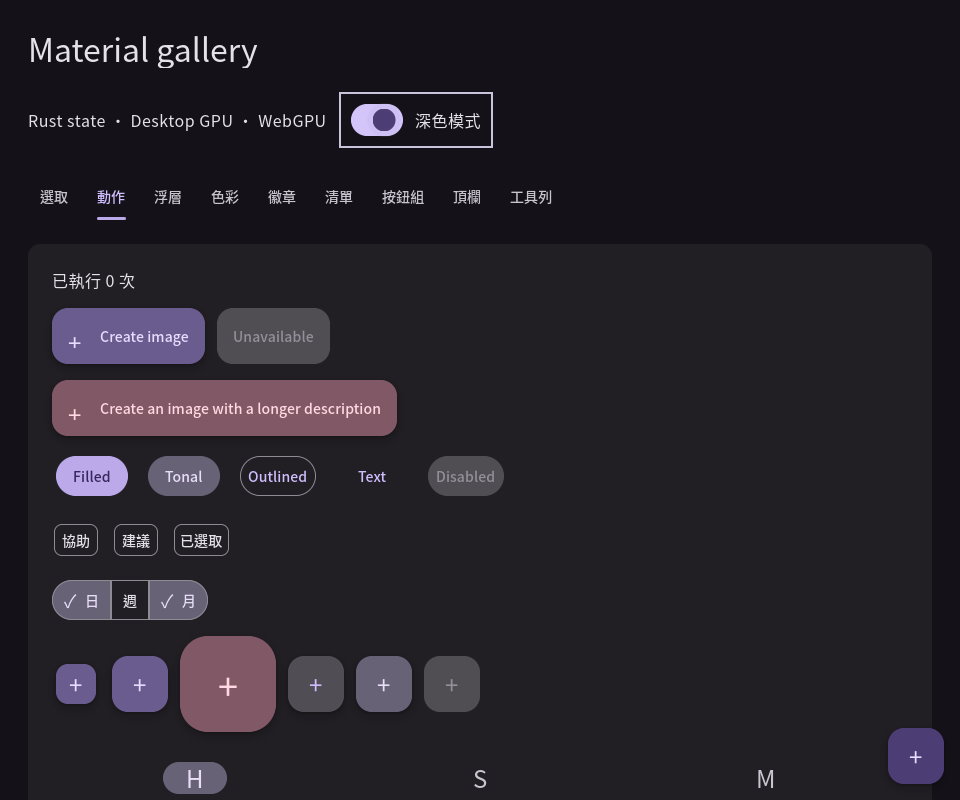 Material gallery
Rust state • Desktop GPU • WebGPU 深色模式
選取 動作 浮層 色彩 徽章 清單 按鈕組 頂欄 工具列
已執行 0 次
+ Create image Unavailable
+ Create an image with a longer description
Filled Tonal Outlined Text Disabled
協助 建議 已選取
✓ 日 週 ✓ 月
+ + + + + +
+
H S M